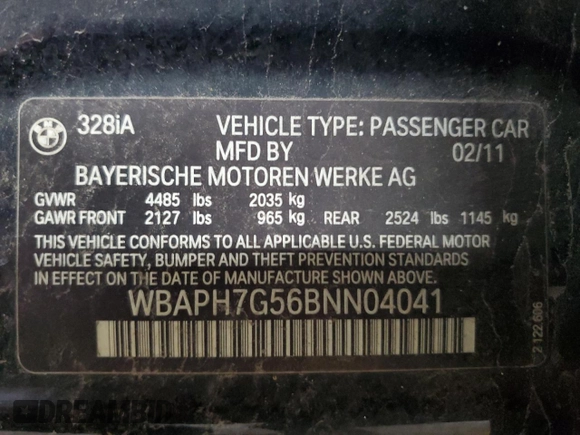 328iA VEHICLE TYPE: PASSENGER CAR
MFD BY 02/11
BAYERISCHE MOTOREN WERKE AG
GVWR 4485 lbs 2035 kg
GAWR FRONT 2127 lbs 965 kg REAR 2524 lbs 1145 kg
THIS VEHICLE CONFORMS TO ALL APPLICABLE U.S. FEDERAL MOTOR
VEHICLE SAFETY, BUMPER AND THEFT PREVENTION STANDARDS IN
EFFECT ON THE DATE OF MANUFACTURE SHOWN ABOVE.
WBAPH7G56BNN04041
2 122 606